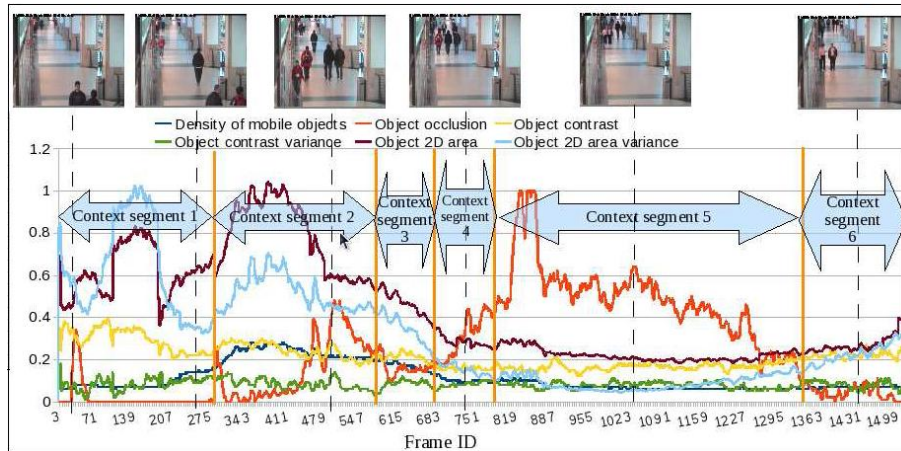 Density of mobile objects Object occlusion Object contrast
Object contrast variance Object 2D area Object 2D area variance
1.2
1
0.8
0.6
0.4
0.2
0
Context segment 1
Context segment 2
Context
segment
3
Context
segment
4
Context segment 5
Context
segment
6
3 71 139 207 275 343 411 479 547 615 683 751 819 887 955 1023 1091 1159 1227 1295 1363 1431 1499
Frame ID